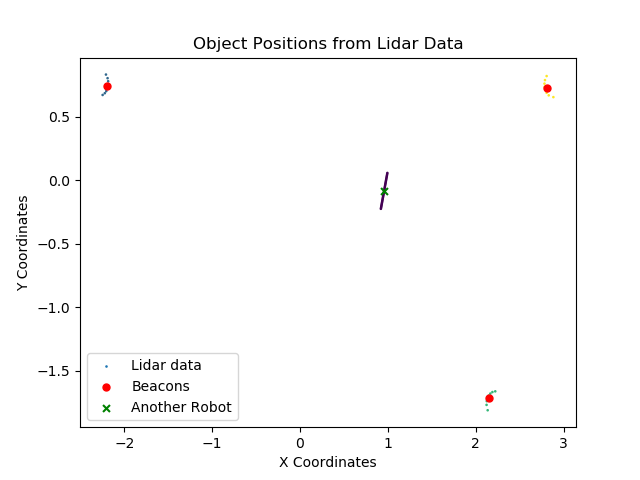 Object Positions from Lidar Data
Y Coordinates
0.5
0.0
−0.5
−1.0
−1.5
Lidar data
Beacons
Another Robot
−2
−1
0
1
2
3
X Coordinates